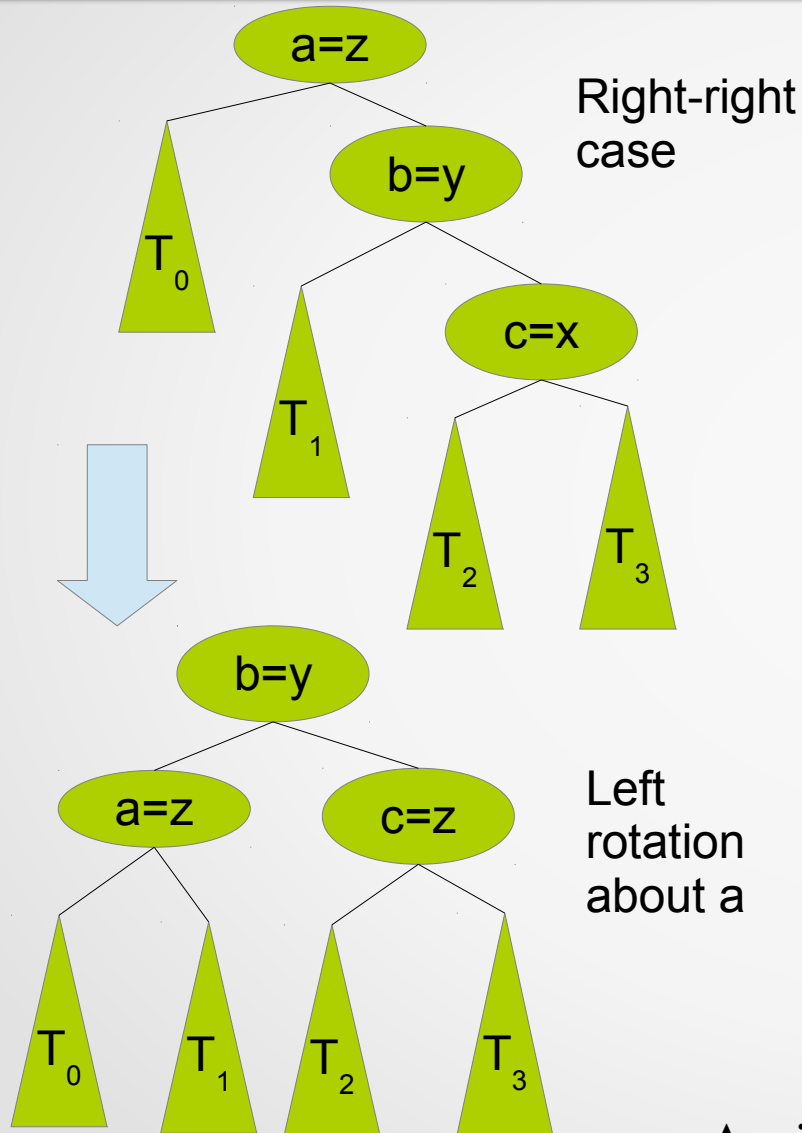 a=z
Right-right
case
b=y
T0
c=x
T1
T2
T3
b=y
a=z
c=z
Left
rotation
about a
T0
T1
T2
T3